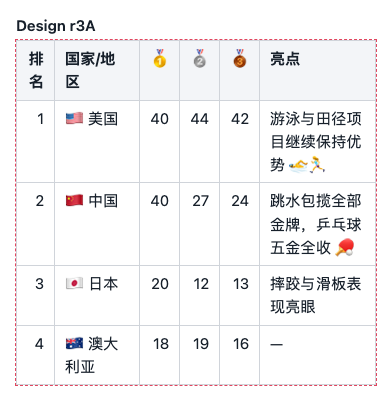 Design r3A
排名 国家/地区 🥇 🥈 🥉 亮点
1 🇺🇸 美国 40 44 42 游泳与田径项
目继续保持优
势 🏊🏃
2 🇨🇳 中国 40 27 24 跳水包揽全部
金牌，乒乓球
五金全收 🏓
3 🇯🇵 日本 20 12 13 摔跤与滑板表
现亮眼
4 🇦🇺 澳大利亚 18 19 16 —